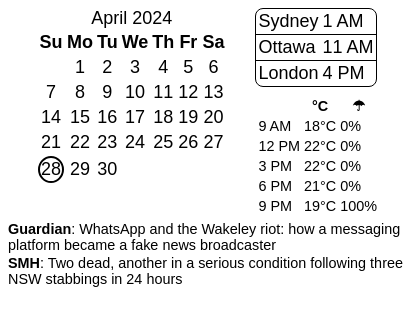 April 2024
Su Mo Tu We Th Fr Sa
1 2 3 4 5 6
7 8 9 10 11 12 13
14 15 16 17 18 19 20
21 22 23 24 25 26 27
28 29 30
Sydney 1 AM
Ottawa 11 AM
London 4 PM
°C ☂
9 AM 18°C 0%
12 PM 22°C 0%
3 PM 22°C 0%
6 PM 21°C 0%
9 PM 19°C 100%
Guardian: WhatsApp and the Wakeley riot: how a messaging
platform became a fake news broadcaster
SMH: Two dead, another in a serious condition following three
NSW stabbings in 24 hours